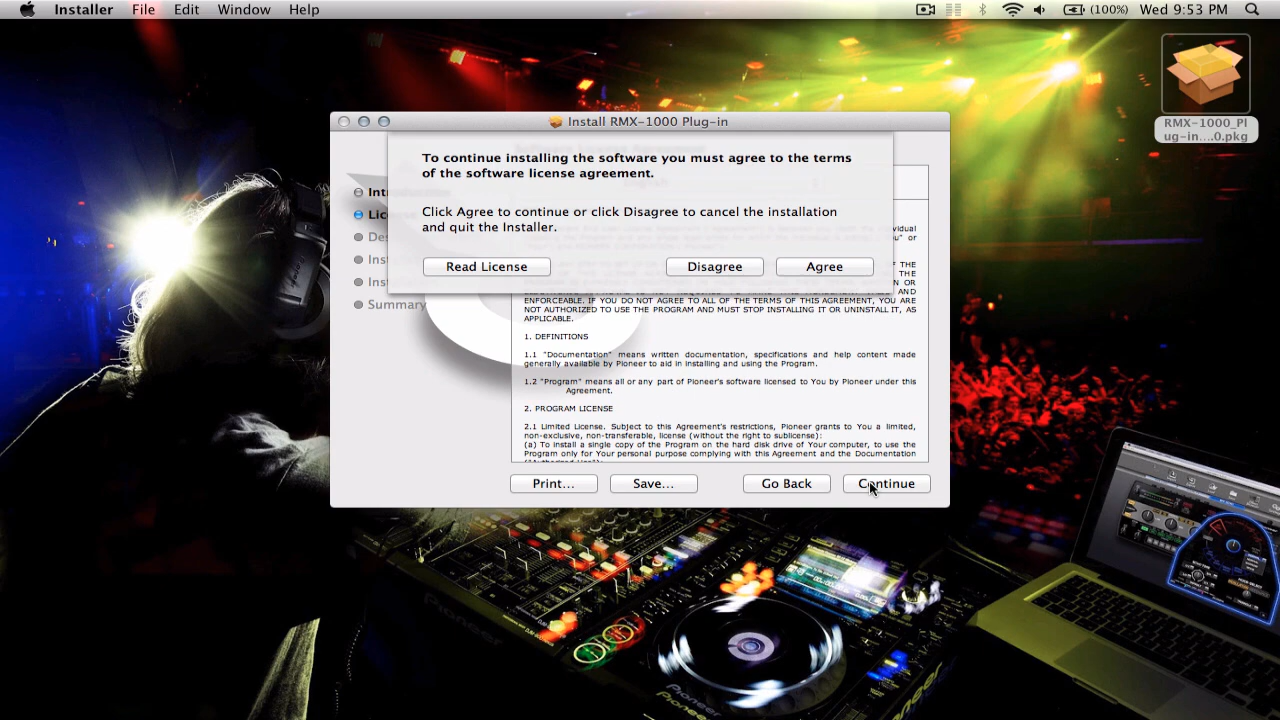 Installer File Edit Window Help (100%) Wed 9:53 PM
RMX-1000_Pl
ug-in....0.pkg
Install RMX-1000 Plug-in
To continue installing the software you must agree to the terms
of the software license agreement.
Click Agree to continue or click Disagree to cancel the installation
and quit the Installer.
Read License Disagree Agree
Int
Lic
Des
Inst
Inst
Summary
ENFORCEABLE. IF YOU DO NOT AGREE TO ALL OF THE TERMS OF THIS AGREEMENT, YOU ARE
NOT AUTHORIZED TO USE THE PROGRAM AND MUST STOP INSTALLING IT OR UNINSTALL IT, AS
APPLICABLE.
1. DEFINITIONS
1.1 "Documentation" means written documentation, specifications and help content made
generally available by Pioneer to aid in installing and using the Program.
1.2 "Program" means all or any part of Pioneer's software licensed to You by Pioneer under this
Agreement.
2. PROGRAM LICENSE
2.1 Limited License. Subject to this Agreement's restrictions, Pioneer grants to You a limited,
non-exclusive, non-transferable, license (without the right to sublicense):
(a) To install a single copy of the Program on the hard disk drive of Your computer, to use the
Program only for Your personal purpose complying with this Agreement and the Documentation
("Authorized Use");
Print... Save... Go Back Continue
Pioneer
Pioneer